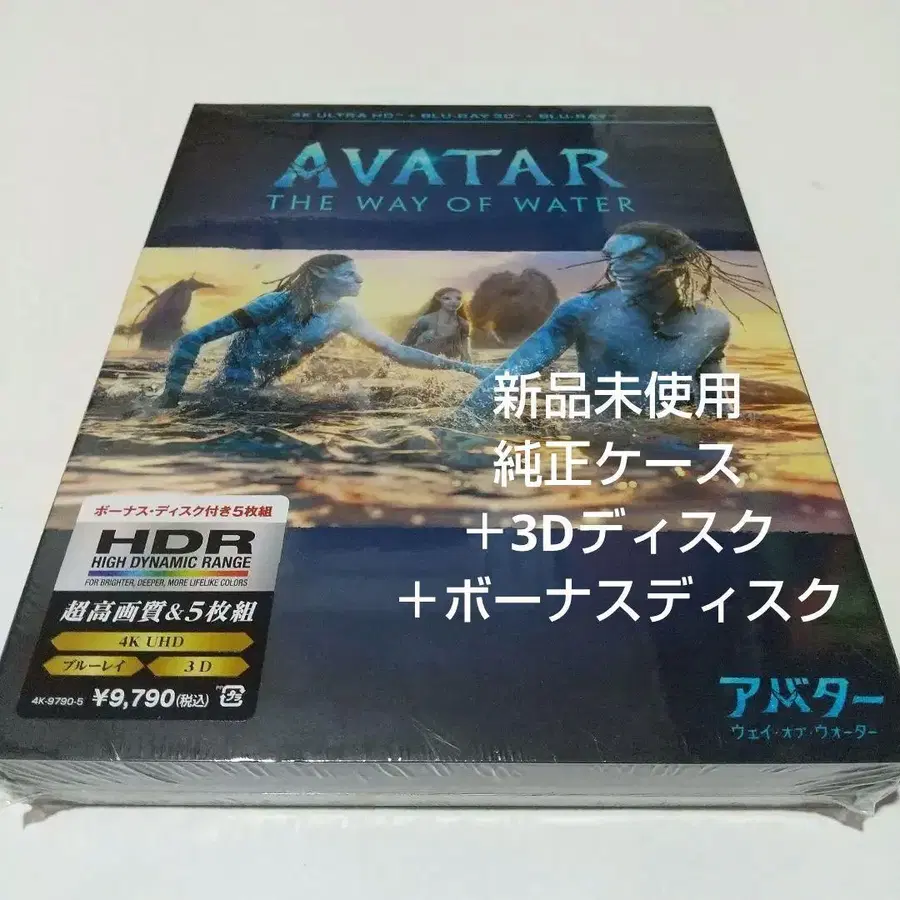 4K ULTRA HD™ + BLU-RAY 3D™ + BLU-RAY™
AVATAR
THE WAY OF WATER
新品未使用
純正ケース
＋3Dディスク
＋ボーナスディスク
ボーナス・ディスク付き5枚組
HDR
HIGH DYNAMIC RANGE
FOR BRIGHTER, DEEPER, MORE LIFELIKE COLORS
超高画質&5枚組
4K UHD
ブルーレイ 3D
4K-9790-5 ¥9,790(税込)
アバター
ウェイ・オブ・ウォーター